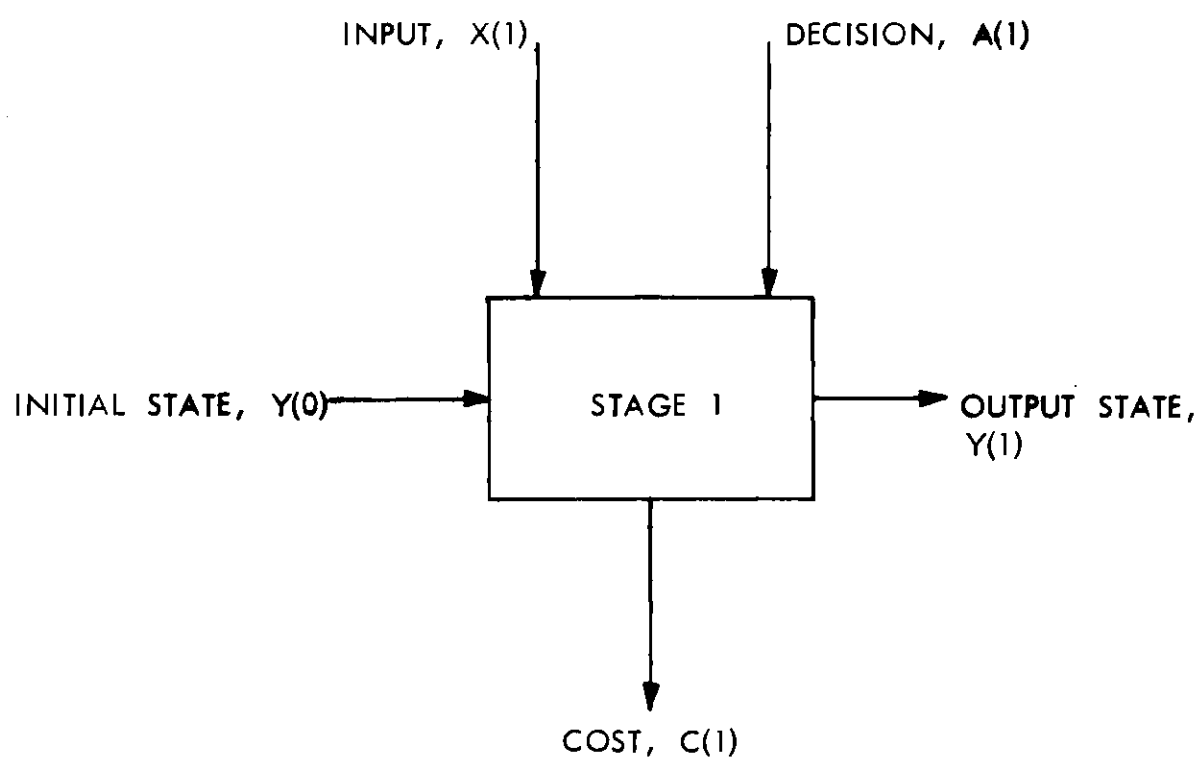 INPUT, X(1)
DECISION, A(1)
INITIAL STATE, Y(0)
STAGE 1
OUTPUT STATE,
Y(1)
COST, C(1)